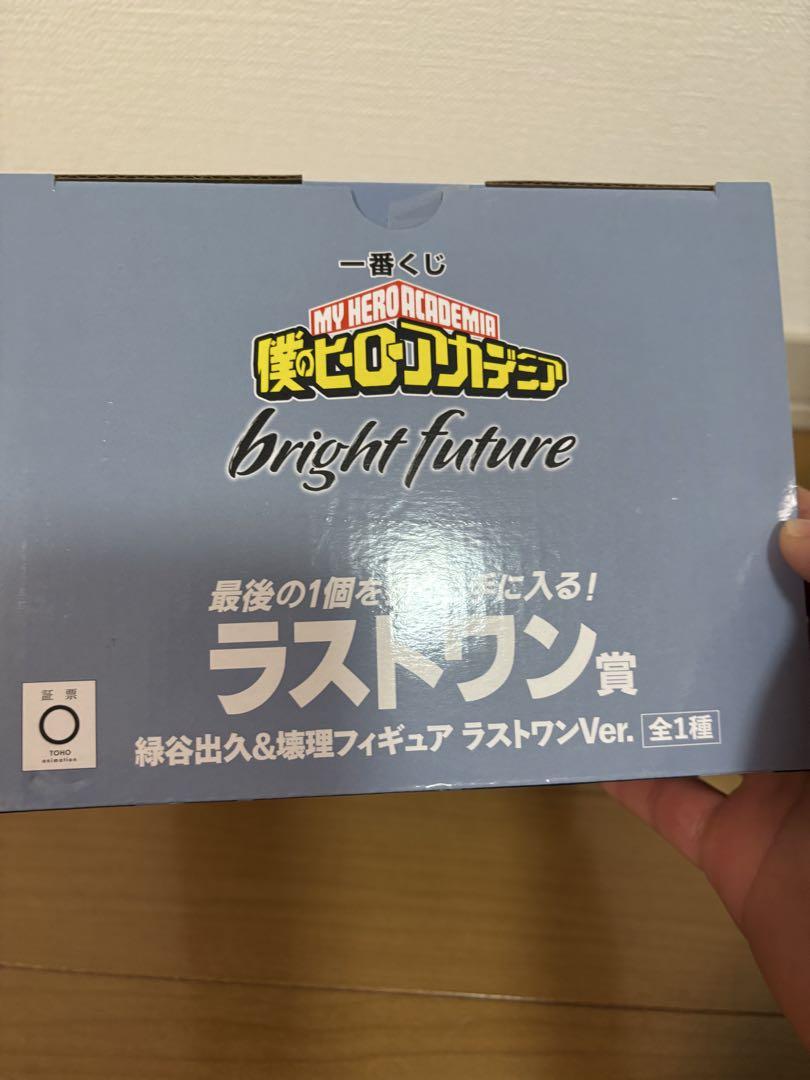 一番くじ
MY HERO ACADEMIA
僕のヒーローアカデミア
bright future
最後の1個を 手に入る!
ラストワン賞
緑谷出久&壊理フィギュア ラストワンVer. 全1種
証票
TOHO
animation